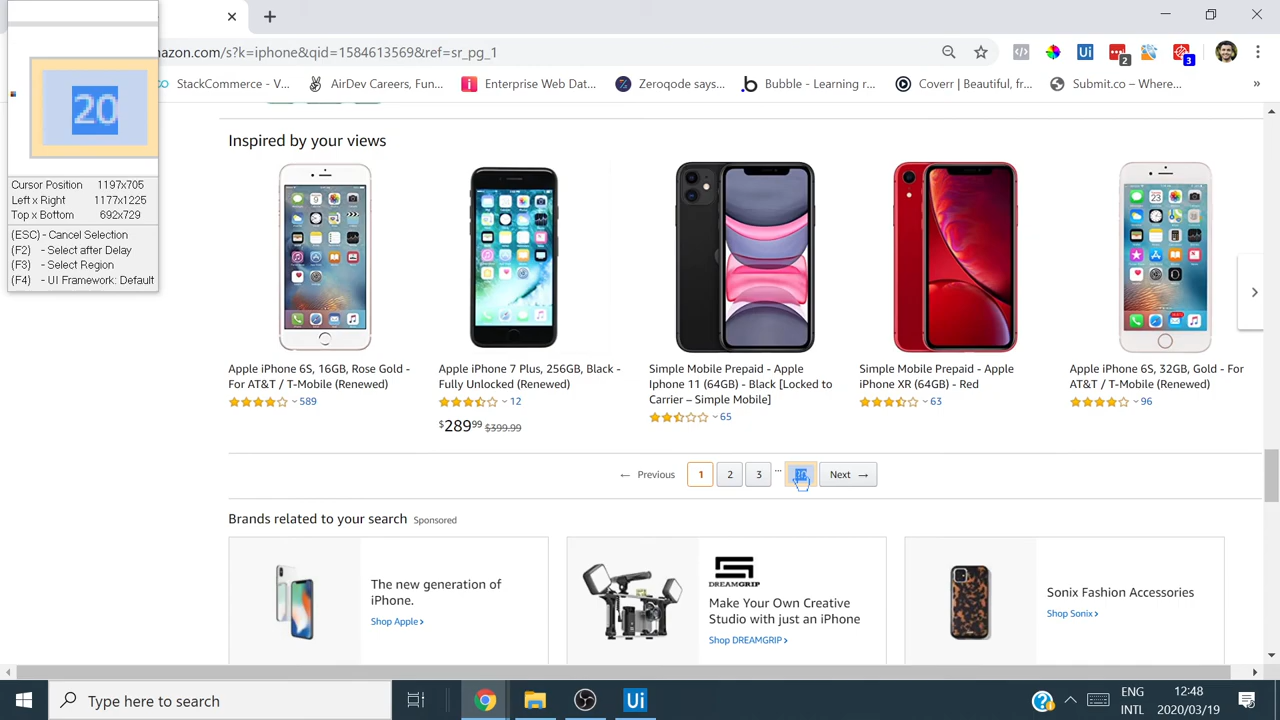 20
Cursor Position 1197x705
Left x Right 1177x1225
Top x Bottom 692x729
(ESC) - Cancel Selection
(F2) - Select after Delay
(F3) - Select Region
(F4) - UI Framework: Default
nazon.com/s?k=iphone&qid=1584613569&ref=sr_pg_1
2
3
StackCommerce - V...
AirDev Careers, Fun...
Enterprise Web Dat...
Zeroqode says...
Bubble - Learning r...
Coverr | Beautiful, fr...
Submit.co – Where...
»
Inspired by your views
Apple iPhone 6S, 16GB, Rose Gold -
For AT&T / T-Mobile (Renewed)
589
Apple iPhone 7 Plus, 256GB, Black -
Fully Unlocked (Renewed)
12
$289.99 $399.99
Simple Mobile Prepaid - Apple
Iphone 11 (64GB) - Black [Locked to
Carrier – Simple Mobile]
65
Simple Mobile Prepaid - Apple
iPhone XR (64GB) - Red
63
Apple iPhone 6S, 32GB, Gold - For
AT&T / T-Mobile (Renewed)
96
← Previous 1 2 3 ... 20 Next →
Brands related to your search Sponsored
The new generation of
iPhone.
Shop Apple ›
DREAMGRIP
Make Your Own Creative
Studio with just an iPhone
Shop DREAMGRIP ›
Sonix Fashion Accessories
Shop Sonix ›
Type here to search
Ui
ENG
INTL
12:48
2020/03/19